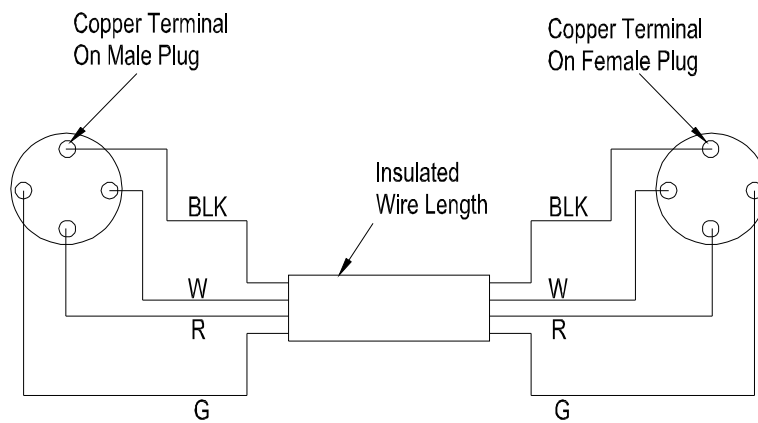 Copper Terminal
On Male Plug
Copper Terminal
On Female Plug
Insulated
Wire Length
BLK
BLK
W
W
R
R
G
G